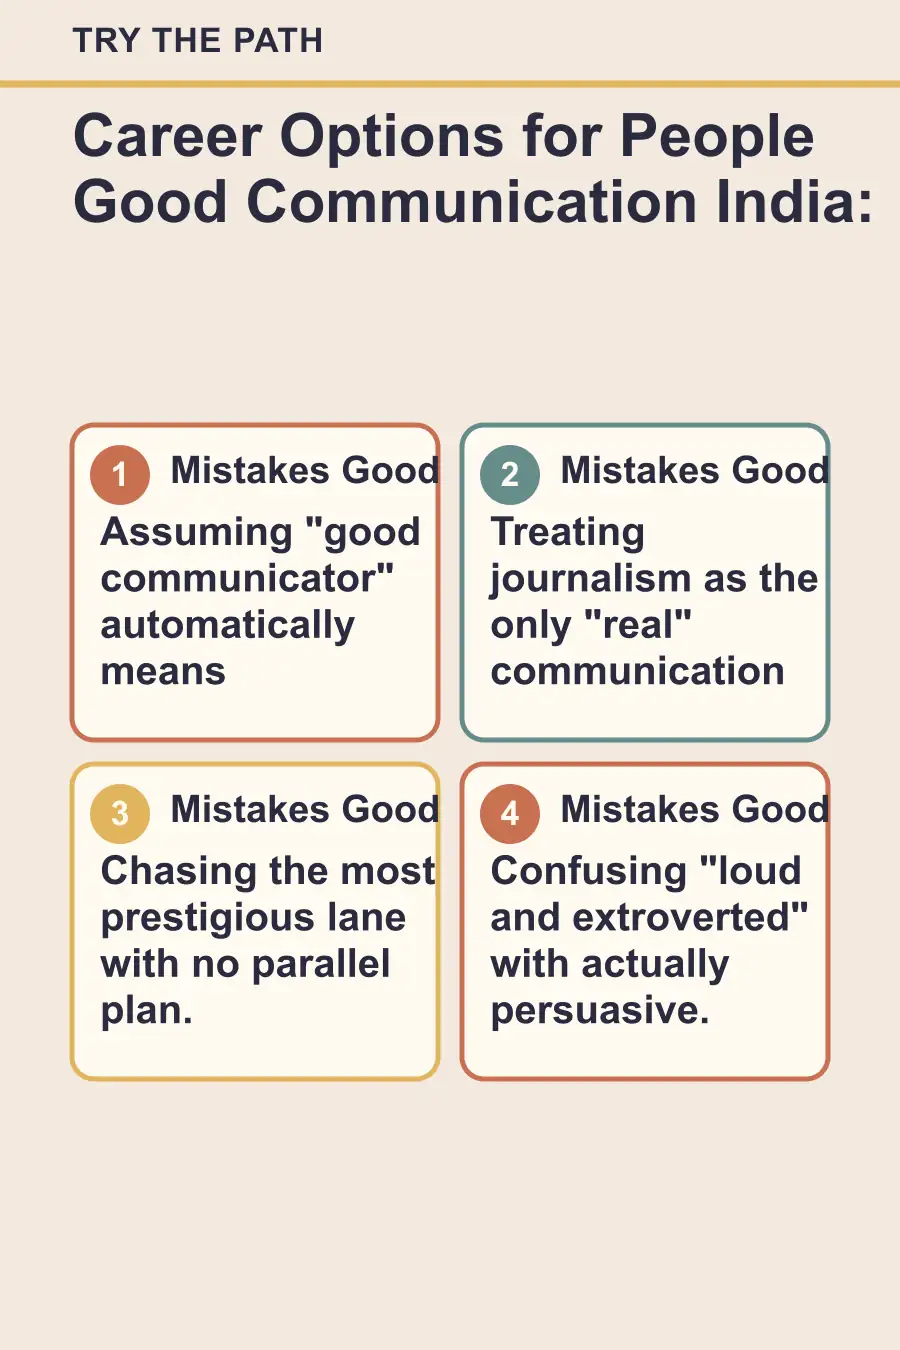 TRY THE PATH
Career Options for People
Good Communication India:
1
Mistakes Good
Assuming "good
communicator"
automatically
means
2
Mistakes Good
Treating
journalism as the
only "real"
communication
3
Mistakes Good
Chasing the most
prestigious lane
with no parallel
plan.
4
Mistakes Good
Confusing "loud
and extroverted"
with actually
persuasive.